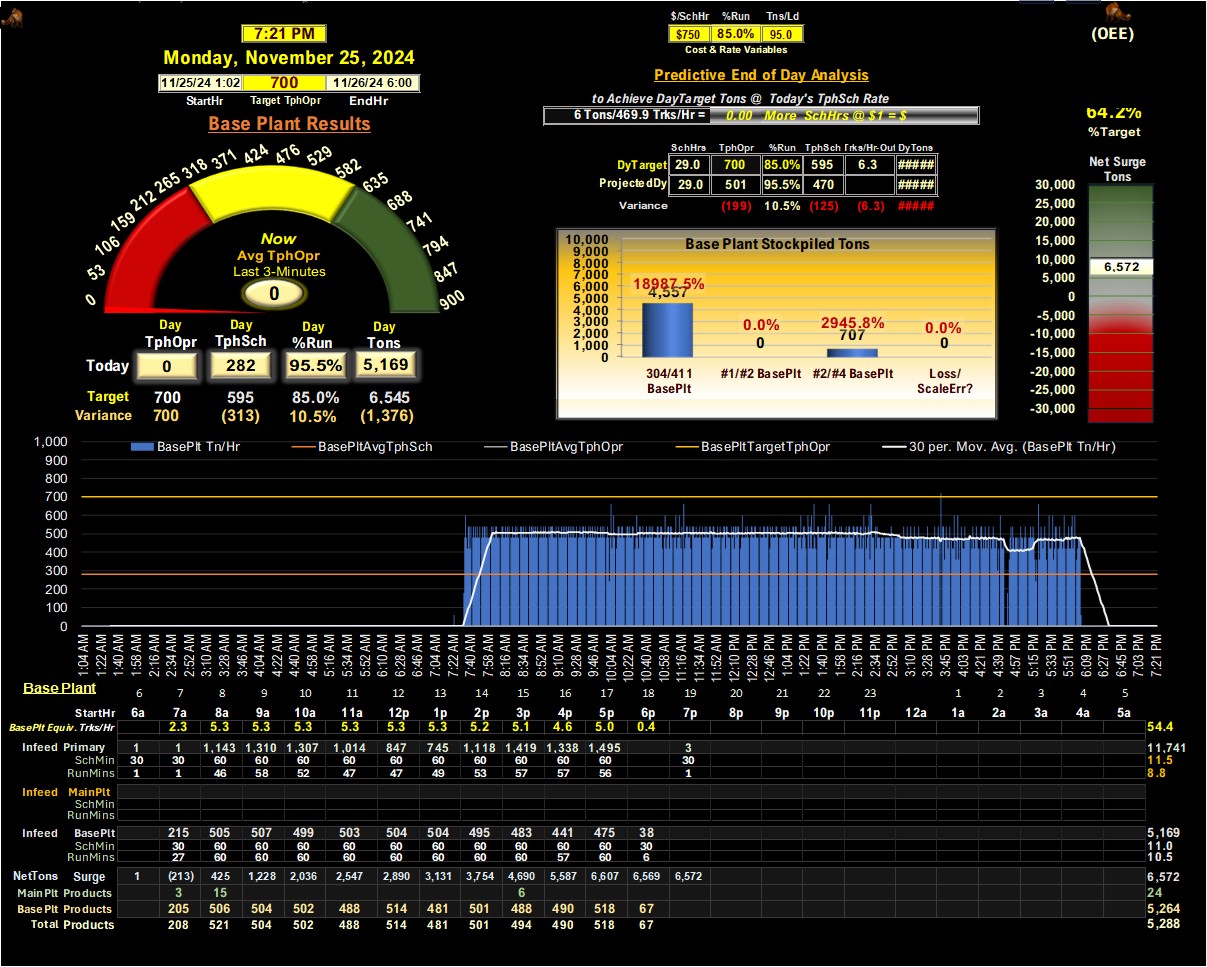 $/SchHr %Run Tns/Ld
7:21 PM $750 85.0% 95.0 (OEE)
Cost & Rate Variables
Monday, November 25, 2024
11/25/24 1:02 700 11/26/24 6:00
StartHr Target TphOpr EndHr
Predictive End of Day Analysis
to Achieve DayTarget Tons @ Today's TphSch Rate
6 Tons/469.9 Trks/Hr = 0.00 More SchHrs @ $1 = $
64.2%
%Target
Base Plant Results
SchHrs TphOpr %Run TphSch Trks/Hr-Out DyTons
DyTarget 29.0 700 85.0% 595 6.3 #####
ProjectedDy 29.0 501 95.5% 470 #####
Variance (199) 10.5% (125) (6.3) #####
Net Surge
Tons
30,000
25,000
20,000
15,000
10,000
6,572
5,000
0
-5,000
-10,000
-15,000
-20,000
-25,000
-30,000
0 53 106 159 212 265 318 371 424 476 529 582 635 688 741 794 847 900
Now
Avg TphOpr
Last 3-Minutes
0
Base Plant Stockpiled Tons
10,000
9,000
8,000
7,000
6,000
5,000
4,000
3,000
2,000
1,000
0
18987.5% 0.0% 2945.8% 0.0%
4,557 0 707 0
304/411 #1/#2 BasePlt #2/#4 BasePlt Loss/
BasePlt ScaleErr?
Day Day Day Day
TphOpr TphSch %Run Tons
Today 0 282 95.5% 5,169
Target 700 595 85.0% 6,545
Variance 700 (313) 10.5% (1,376)
BasePlt Tn/Hr BasePltAvgTphSch BasePltAvgTphOpr BasePltTargetTphOpr 30 per. Mov. Avg. (BasePlt Tn/Hr)
1,000
900
800
700
600
500
400
300
200
100
0
1:04 AM 1:22 AM 1:40 AM 1:58 AM 2:16 AM 2:34 AM 2:52 AM 3:10 AM 3:28 AM 3:46 AM 4:04 AM 4:22 AM 4:40 AM 4:58 AM 5:16 AM 5:34 AM 5:52 AM 6:10 AM 6:28 AM 6:46 AM 7:04 AM 7:22 AM 7:40 AM 7:58 AM 8:16 AM 8:34 AM 8:52 AM 9:10 AM 9:28 AM 9:46 AM 10:04 AM 10:22 AM 10:40 AM 10:58 AM 11:16 AM 11:34 AM 11:52 AM 12:10 PM 12:28 PM 12:46 PM 1:04 PM 1:22 PM 1:40 PM 1:58 PM 2:16 PM 2:34 PM 2:51 PM 3:09 PM 3:27 PM 3:45 PM 4:03 PM 4:21 PM 4:39 PM 4:57 PM 5:15 PM 5:33 PM 5:51 PM 6:09 PM 6:27 PM 6:45 PM 7:03 PM 7:21 PM
Base Plant 6 7 8 9 10 11 12 13 14 15 16 17 18 19 20 21 22 23 1 2 3 4 5
StartHr 6a 7a 8a 9a 10a 11a 12p 1p 2p 3p 4p 5p 6p 7p 8p 9p 10p 11p 12a 1a 2a 3a 4a 5a
BasePlt Equiv. Trks/Hr 2.3 5.3 5.3 5.3 5.3 5.3 5.3 5.2 5.1 4.6 5.0 0.4 54.4
Infeed Primary 1 1 1,143 1,310 1,307 1,014 847 745 1,118 1,419 1,338 1,495 3 11,741
SchMin 30 30 60 60 60 60 60 60 60 60 60 60 30 11.5
RunMins 1 1 46 58 52 47 47 49 53 57 57 56 1 8.8
Infeed MainPlt
SchMin
RunMins
Infeed BasePlt 215 505 507 499 503 504 504 495 483 441 475 38 5,169
SchMin 30 60 60 60 60 60 60 60 60 60 60 30 11.0
RunMins 27 60 60 60 60 60 60 60 60 57 60 6 10.5
NetTons Surge 1 (213) 425 1,228 2,036 2,547 2,890 3,131 3,754 4,690 5,587 6,607 6,569 6,572 6,572
MainPlt Products 3 15 6 24
BasePlt Products 205 506 504 502 488 514 481 501 488 490 518 67 5,264
Total Products 208 521 504 502 488 514 481 501 494 490 518 67 5,288